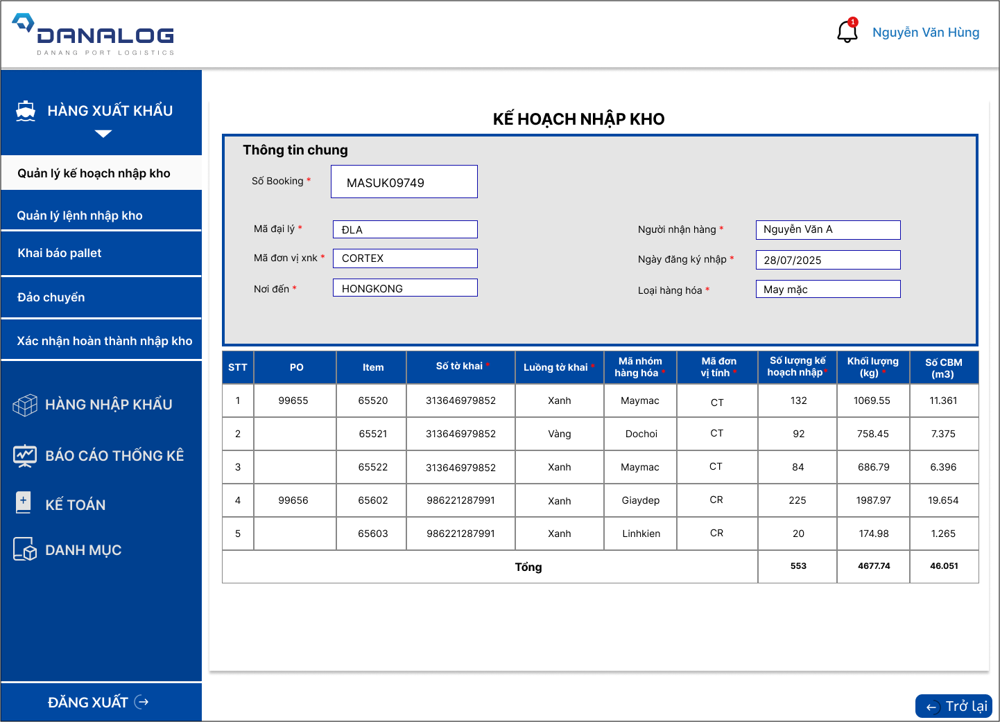 DANALOG
DANANG PORT LOGISTICS
1
Nguyễn Văn Hùng
HÀNG XUẤT KHẨU
Quản lý kế hoạch nhập kho
Quản lý lệnh nhập kho
Khai báo pallet
Đảo chuyển
Xác nhận hoàn thành nhập kho
HÀNG NHẬP KHẨU
BÁO CÁO THỐNG KÊ
KẾ TOÁN
DANH MỤC
ĐĂNG XUẤT
KẾ HOẠCH NHẬP KHO
Thông tin chung
Số Booking * MASUK09749
Mã đại lý * ĐLA
Người nhận hàng * Nguyễn Văn A
Mã đơn vị xnk * CORTEX
Ngày đăng ký nhập * 28/07/2025
Nơi đến * HONGKONG
Loại hàng hóa * May mặc
STT PO Item Số tờ khai * Luồng tờ khai * Mã nhóm hàng hóa * Mã đơn vị tính * Số lượng kế hoạch nhập * Khối lượng (kg) * Số CBM (m3)
1 99655 65520 313646979852 Xanh Maymac CT 132 1069.55 11.361
2 65521 313646979852 Vàng Dochoi CT 92 758.45 7.375
3 65522 313646979852 Xanh Maymac CT 84 686.79 6.396
4 99656 65602 986221287991 Xanh Giaydep CR 225 1987.97 19.654
5 65603 986221287991 Xanh Linhkien CR 20 174.98 1.265
Tổng 553 4677.74 46.051
Trở lại